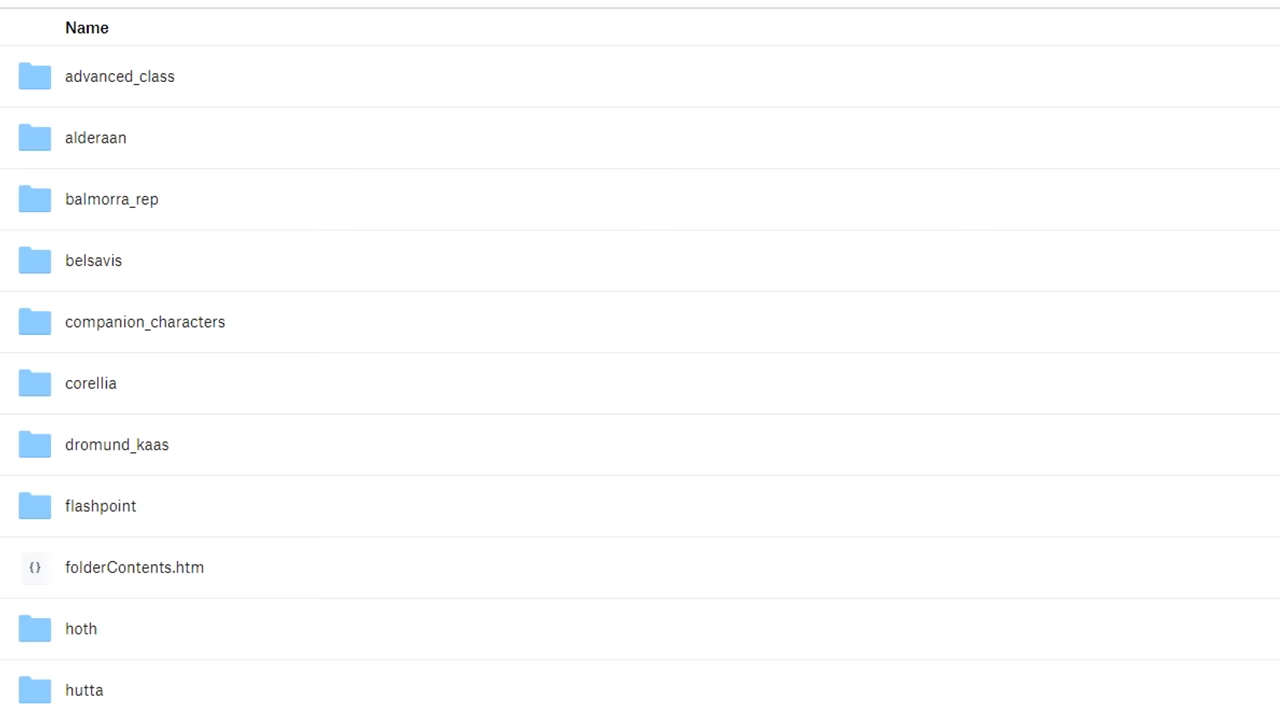 Name
advanced_class
alderaan
balmorra_rep
belsavis
companion_characters
corellia
dromund_kaas
flashpoint
{} folderContents.htm
hoth
hutta